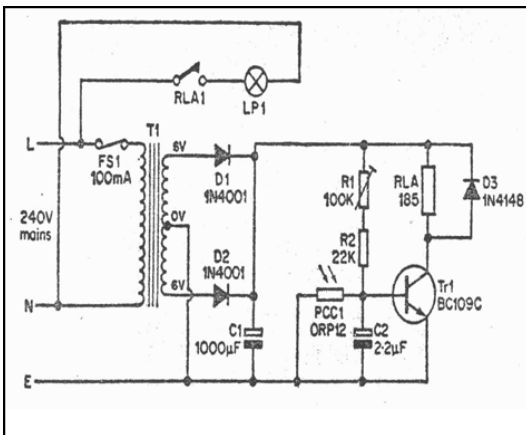 RLA1
LP1
L
FS1
100mA
T1
6V
D1
1N4001
0V
240V
mains
6V
D2
1N4001
N
C1
1000µF
E
R1
100K
R2
22K
PCC1
ORP12
C2
2·2µF
RLA
185
D3
1N4148
Tr1
BC109C